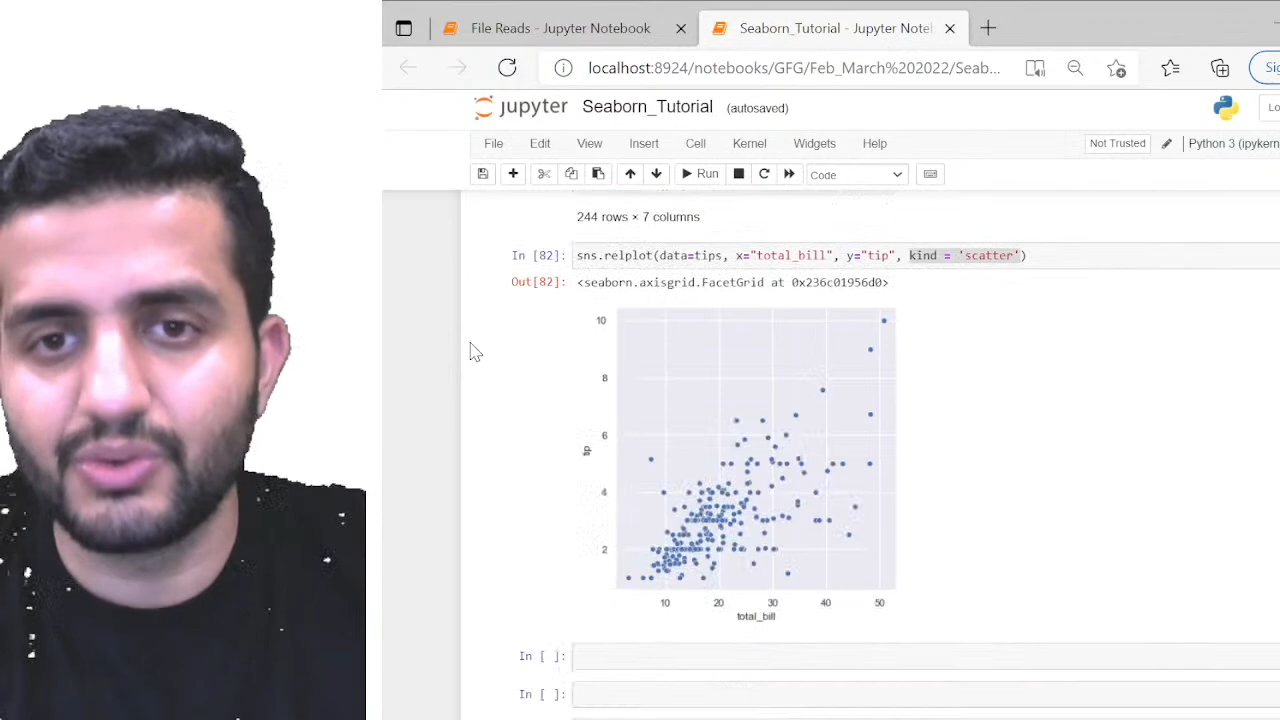 File Reads - Jupyter Notebook
Seaborn_Tutorial - Jupyter Note
localhost:8924/notebooks/GFG/Feb_March%202022/Seab...
jupyter Seaborn_Tutorial (autosaved)
File Edit View Insert Cell Kernel Widgets Help
Not Trusted
Python 3 (ipykern
Run
Code
244 rows × 7 columns
In [82]: sns.relplot(data=tips, x="total_bill", y="tip", kind = 'scatter')
Out[82]: <seaborn.axisgrid.FacetGrid at 0x236c01956d0>
10
8
6
tip
4
2
10 20 30 40 50
total_bill
In [ ]:
In [ ]: